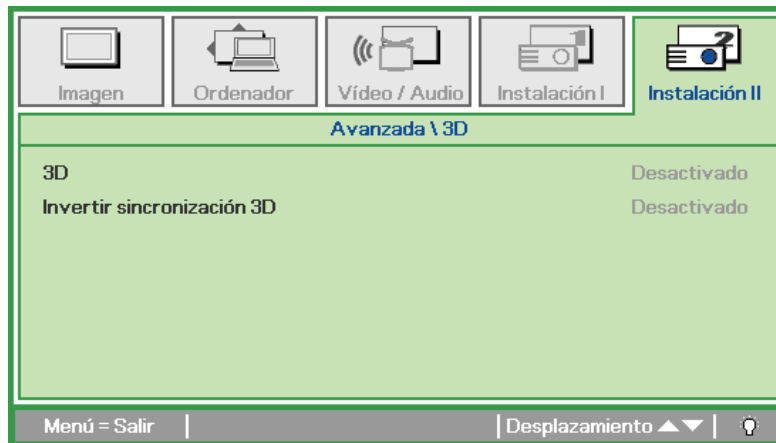 Imagen
Ordenador
Vídeo / Audio
Instalación I
Instalación II
Avanzada \ 3D
3D Desactivado
Invertir sincronización 3D Desactivado
Menú = Salir
Desplazamiento ▲▼